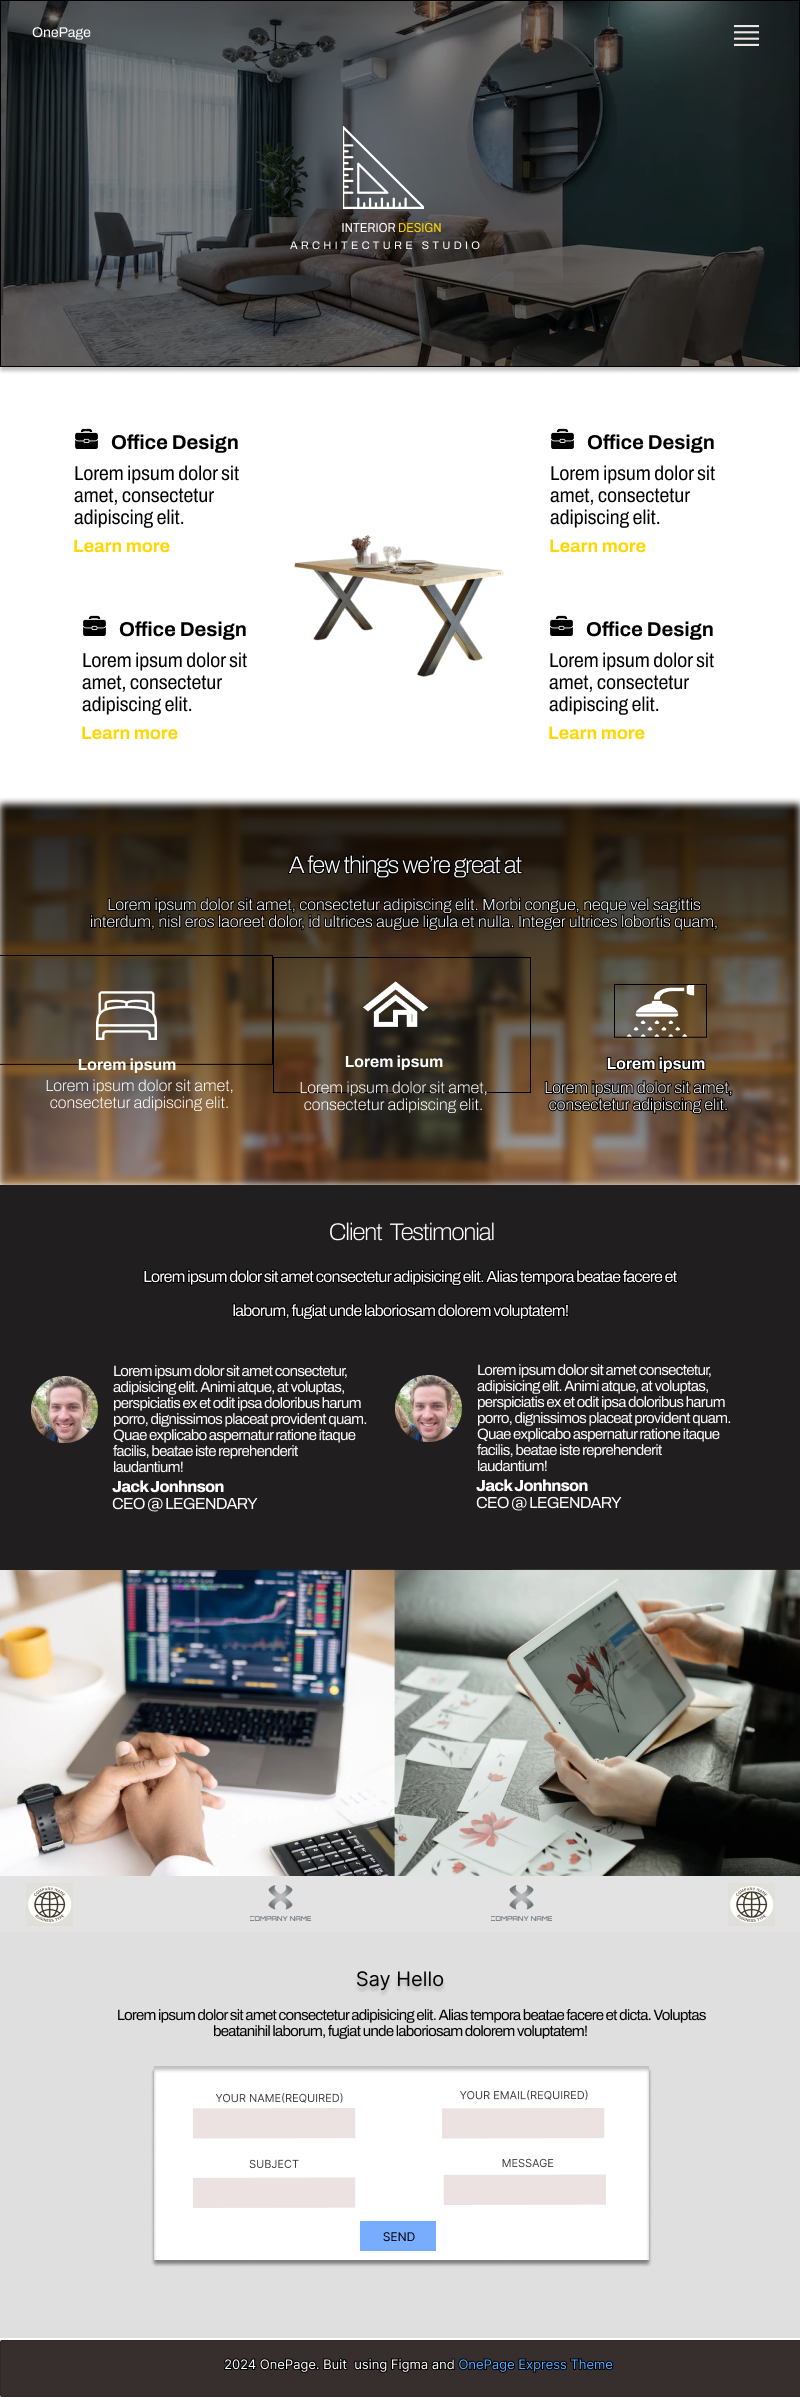 OnePage
INTERIOR DESIGN
ARCHITECTURE STUDIO
Office Design
Lorem ipsum dolor sit
amet, consectetur
adipiscing elit.
Learn more
Office Design
Lorem ipsum dolor sit
amet, consectetur
adipiscing elit.
Learn more
Office Design
Lorem ipsum dolor sit
amet, consectetur
adipiscing elit.
Learn more
Office Design
Lorem ipsum dolor sit
amet, consectetur
adipiscing elit.
Learn more
A few things we're great at
Lorem ipsum dolor sit amet, consectetur adipiscing elit. Morbi congue, neque vel sagittis
interdum, nisl eros laoreet dolor, id ultrices augue ligula et nulla. Integer ultrices lobortis quam,
Lorem ipsum
Lorem ipsum dolor sit amet,
consectetur adipiscing elit.
Lorem ipsum
Lorem ipsum dolor sit amet,
consectetur adipiscing elit.
Lorem ipsum
Lorem ipsum dolor sit amet,
consectetur adipiscing elit.
Client Testimonial
Lorem ipsum dolor sit amet consectetur adipisicing elit. Alias tempora beatae facere et
laborum, fugiat unde laboriosam dolorem voluptatem!
Lorem ipsum dolor sit amet consectetur,
adipisicing elit. Animi atque, at voluptas,
perspiciatis ex et odit ipsa doloribus harum
porro, dignissimos placeat provident quam.
Quae explicabo aspernatur ratione itaque
facilis, beatae iste reprehenderit
laudantium!
Jack Jonhnson
CEO @ LEGENDARY
Lorem ipsum dolor sit amet consectetur,
adipisicing elit. Animi atque, at voluptas,
perspiciatis ex et odit ipsa doloribus harum
porro, dignissimos placeat provident quam.
Quae explicabo aspernatur ratione itaque
facilis, beatae iste reprehenderit
laudantium!
Jack Jonhnson
CEO @ LEGENDARY
COMPANY NAME
BUSINESS TYPE
COMPANY NAME
COMPANY NAME
COMPANY NAME
BUSINESS TYPE
Say Hello
Lorem ipsum dolor sit amet consectetur adipisicing elit. Alias tempora beatae facere et dicta. Voluptas
beatanihil laborum, fugiat unde laboriosam dolorem voluptatem!
YOUR NAME(REQUIRED)
YOUR EMAIL(REQUIRED)
SUBJECT
MESSAGE
SEND
2024 OnePage. Buit using Figma and OnePage Express Theme